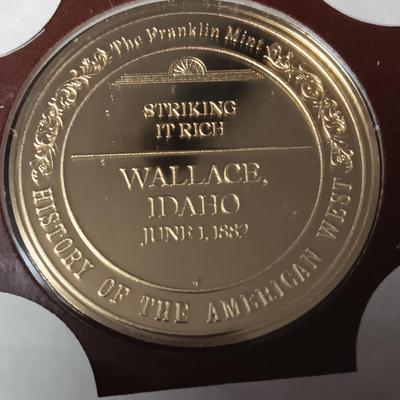 The Franklin Mint
STRIKING
IT RICH
WALLACE,
IDAHO
JUNE 1, 1889
HISTORY OF THE AMERICAN WEST